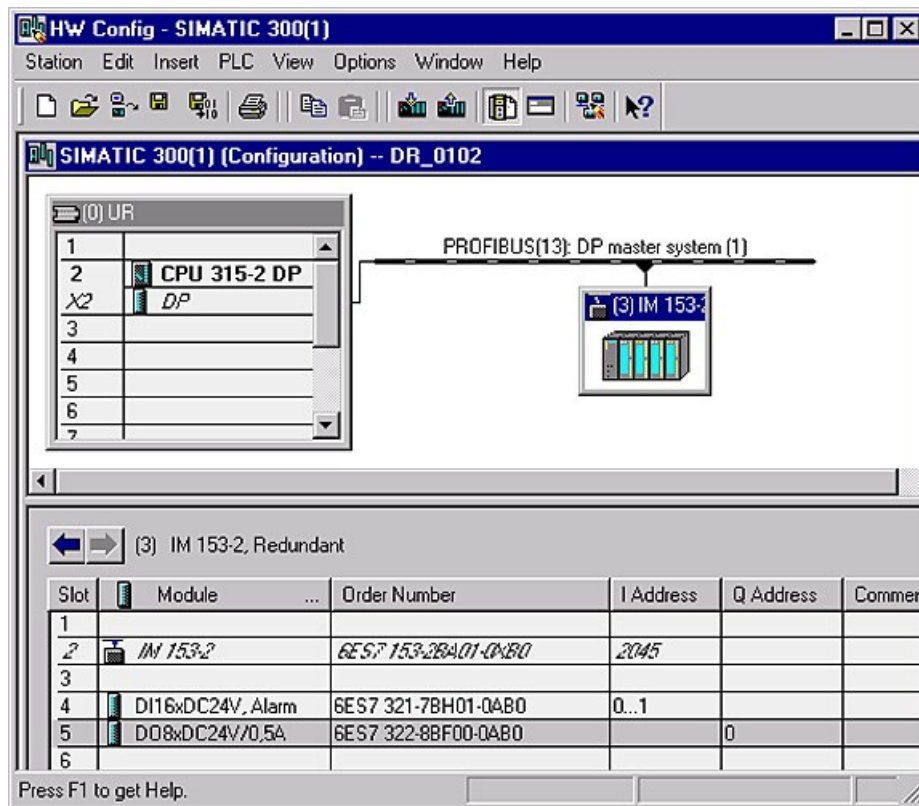 HW Config - SIMATIC 300(1)
Station Edit Insert PLC View Options Window Help
SIMATIC 300(1) (Configuration) -- DR_0102
(0) UR
1
2 CPU 315-2 DP
X2 DP
3
4
5
6
7
PROFIBUS(13): DP master system (1)
(3) IM 153-2
(3) IM 153-2, Redundant
Slot Module ... Order Number I Address Q Address Commen
1
2 IM 153-2 6ES7 153-2BA01-0XB0 2045
3
4 DI16xDC24V, Alarm 6ES7 321-7BH01-0AB0 0...1
5 DO8xDC24V/0,5A 6ES7 322-8BF00-0AB0 0
6
Press F1 to get Help.